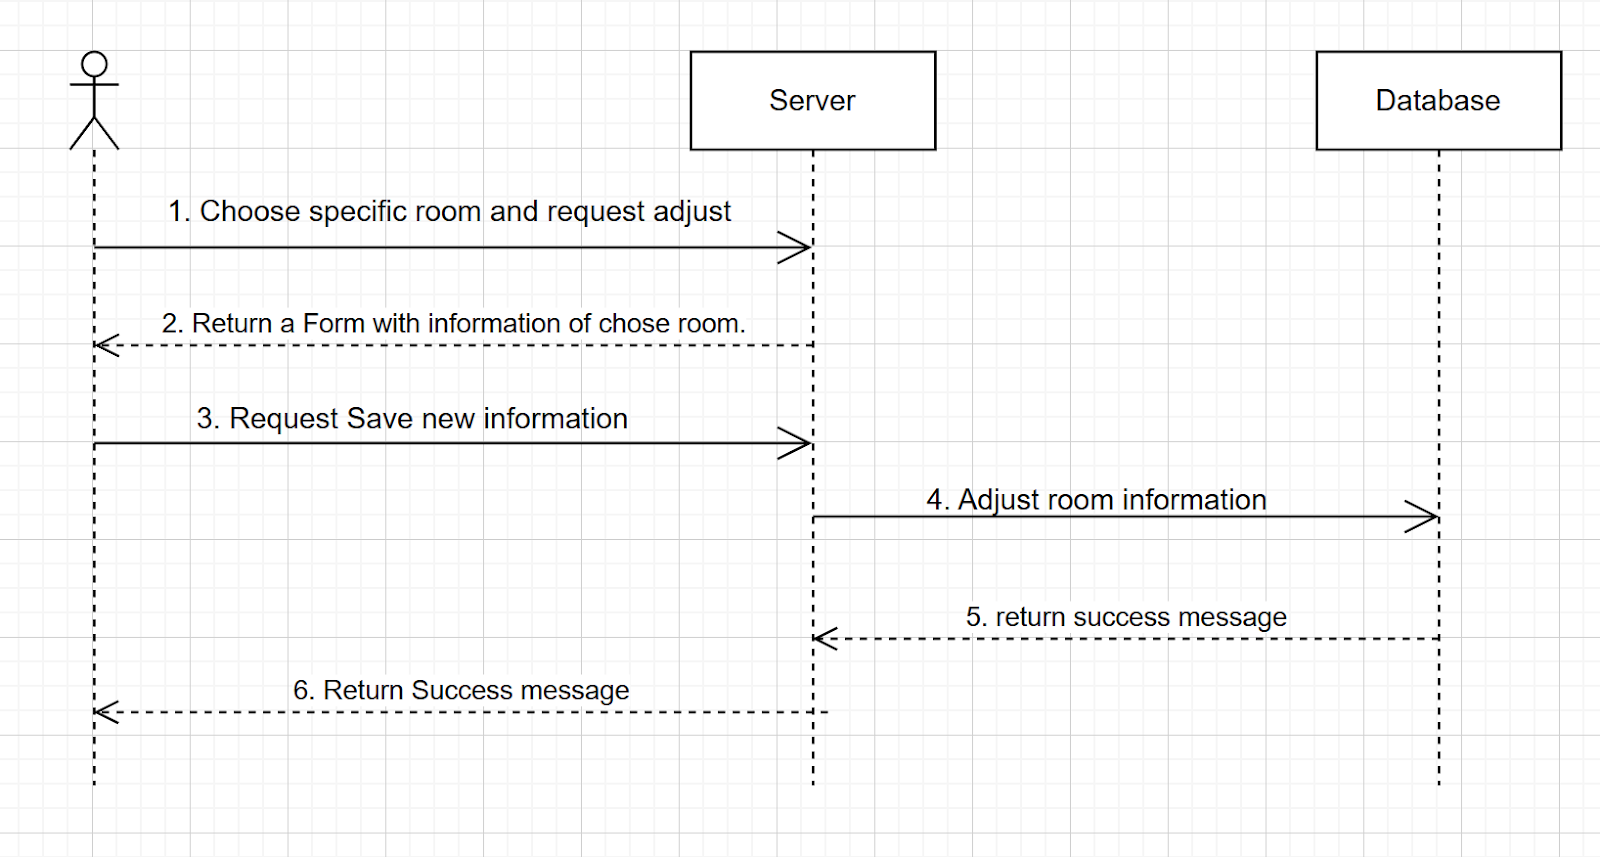 Server
Database
1. Choose specific room and request adjust
2. Return a Form with information of chose room.
3. Request Save new information
4. Adjust room information
5. return success message
6. Return Success message